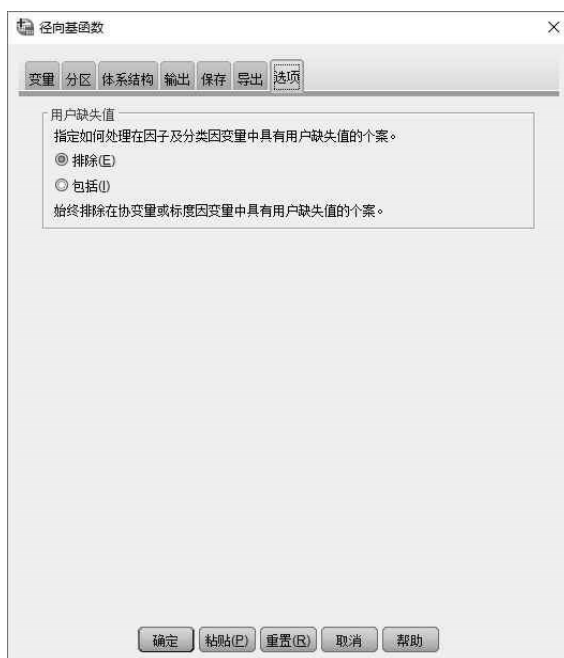 径向基函数
变量 分区 体系结构 输出 保存 导出 选项
用户缺失值
指定如何处理在因子及分类因变量中具有用户缺失值的个案。
排除(E)
包括(I)
始终排除在协变量或标度因变量中具有用户缺失值的个案。
确定 粘贴(P) 重置(R) 取消 帮助